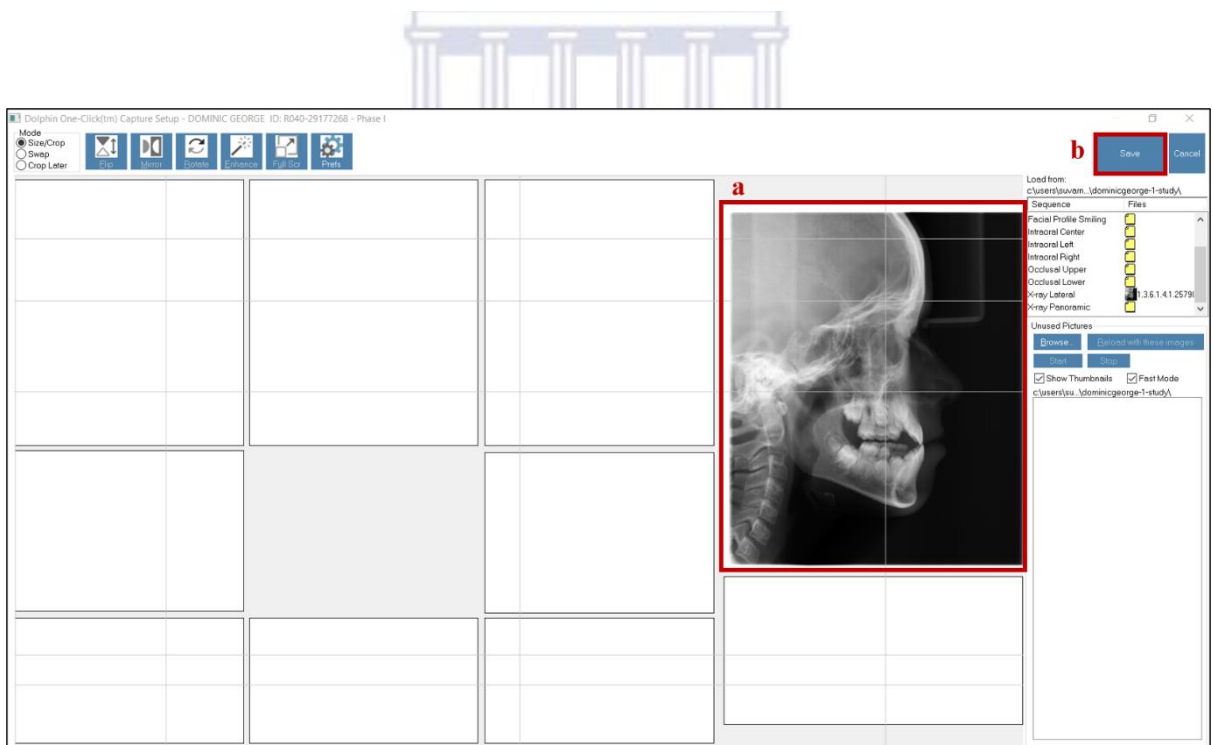 Dolphin One-Click(tm) Capture Setup - DOMINIC GEORGE ID: R040-29177268 - Phase I
Mode
Size/Crop
Swap
Crop Later
Flip
Mirror
Rotate
Enhance
Full Scr
Prefs
b
Save
Cancel
a
Load from:
c:\users\suvarn...\dominicgeorge-1-study\
Sequence Files
Facial Profile Smiling
Intraoral Center
Intraoral Left
Intraoral Right
Occlusal Upper
Occlusal Lower
X-ray Lateral 1.3.6.1.4.1.2579
X-ray Panoramic
Unused Pictures
Browse... Reload with these images
Start Stop
Show Thumbnails Fast Mode
c:\users\su...\dominicgeorge-1-study\